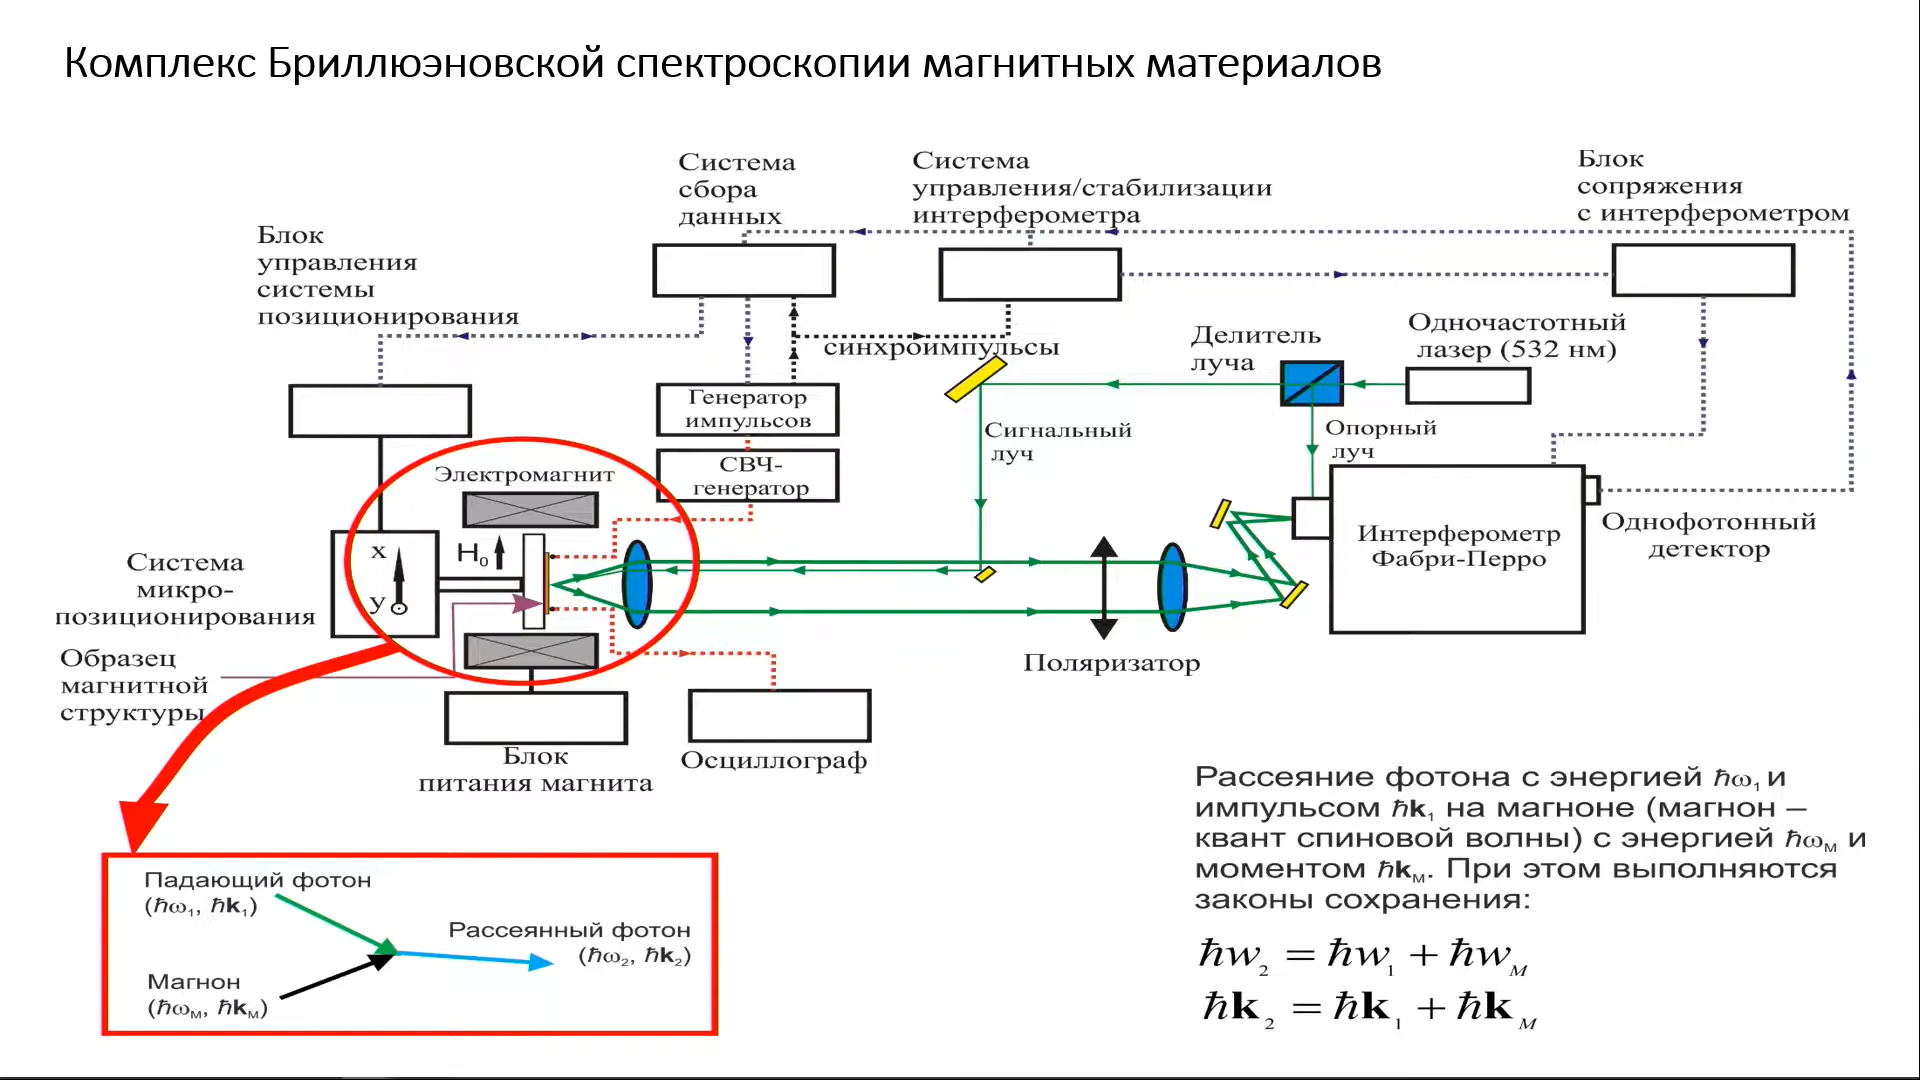 Комплекс Бриллюэновской спектроскопии магнитных материалов
Система
сбора
данных
Система
управления/стабилизации
интерферометра
Блок
сопряжения
с интерферометром
Блок
управления
системы
позиционирования
синхроимпульсы
Делитель
луча
Одночастотный
лазер (532 нм)
Генератор
импульсов
СВЧ-
генератор
Сигнальный
луч
Опорный
луч
Электромагнит
x
y
H₀
Интерферометр
Фабри-Перро
Однофотонный
детектор
Система
микро-
позиционирования
Образец
магнитной
структуры
Поляризатор
Блок
питания магнита
Осциллограф
Рассеяние фотона с энергией ħω₁ и
импульсом ħk₁ на магноне (магнон –
квант спиновой волны) с энергией ħωм и
моментом ħkм. При этом выполняются
законы сохранения:
ħw₂ = ħw₁ + ħwM
ħk₂ = ħk₁ + ħkM
Падающий фотон
(ħω₁, ħk₁)
Рассеянный фотон
(ħω₂, ħk₂)
Магнон
(ħωм, ħkм)